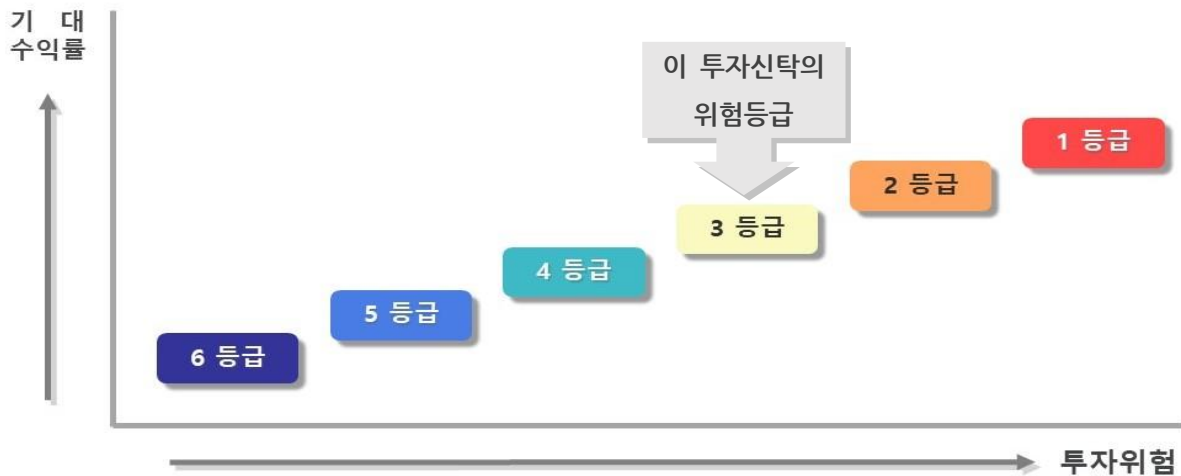 기 대
수익률
이 투자신탁의
위험등급
1 등급
2 등급
3 등급
4 등급
5 등급
6 등급
투자위험